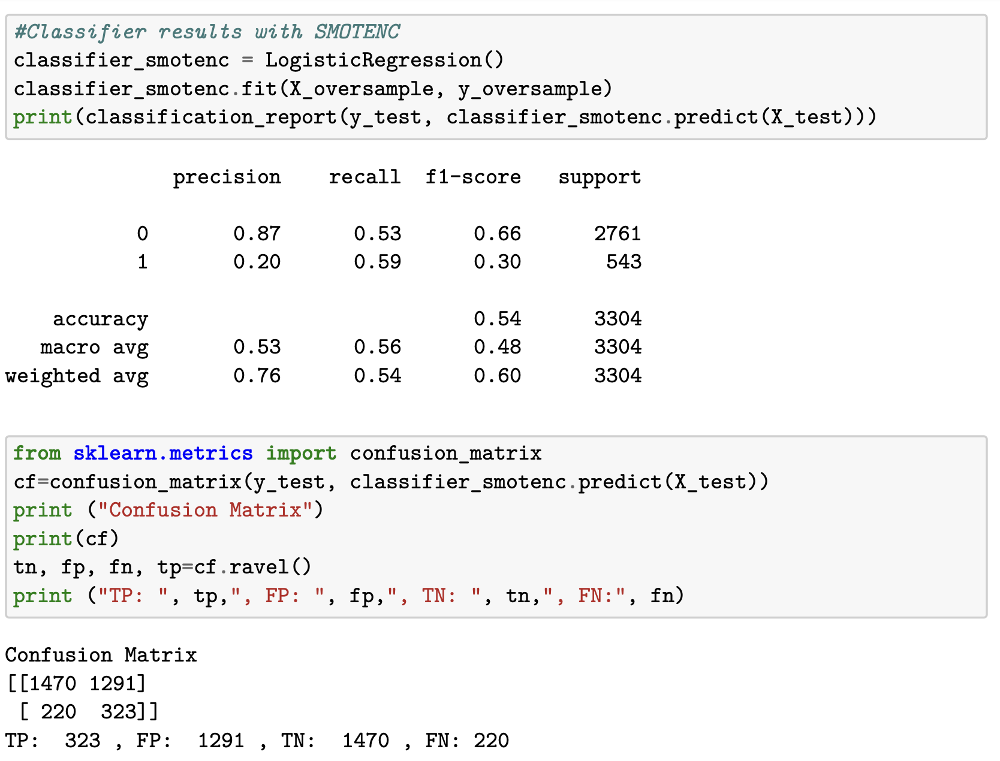 #Classifier results with SMOTENC
classifier_smotenc = LogisticRegression()
classifier_smotenc.fit(X_oversample, y_oversample)
print(classification_report(y_test, classifier_smotenc.predict(X_test)))
precision recall f1-score support
0 0.87 0.53 0.66 2761
1 0.20 0.59 0.30 543
accuracy 0.54 3304
macro avg 0.53 0.56 0.48 3304
weighted avg 0.76 0.54 0.60 3304
from sklearn.metrics import confusion_matrix
cf=confusion_matrix(y_test, classifier_smotenc.predict(X_test))
print ("Confusion Matrix")
print(cf)
tn, fp, fn, tp=cf.ravel()
print ("TP: ", tp,", FP: ", fp,", TN: ", tn,", FN:", fn)
Confusion Matrix
[[1470 1291]
[ 220 323]]
TP: 323 , FP: 1291 , TN: 1470 , FN: 220